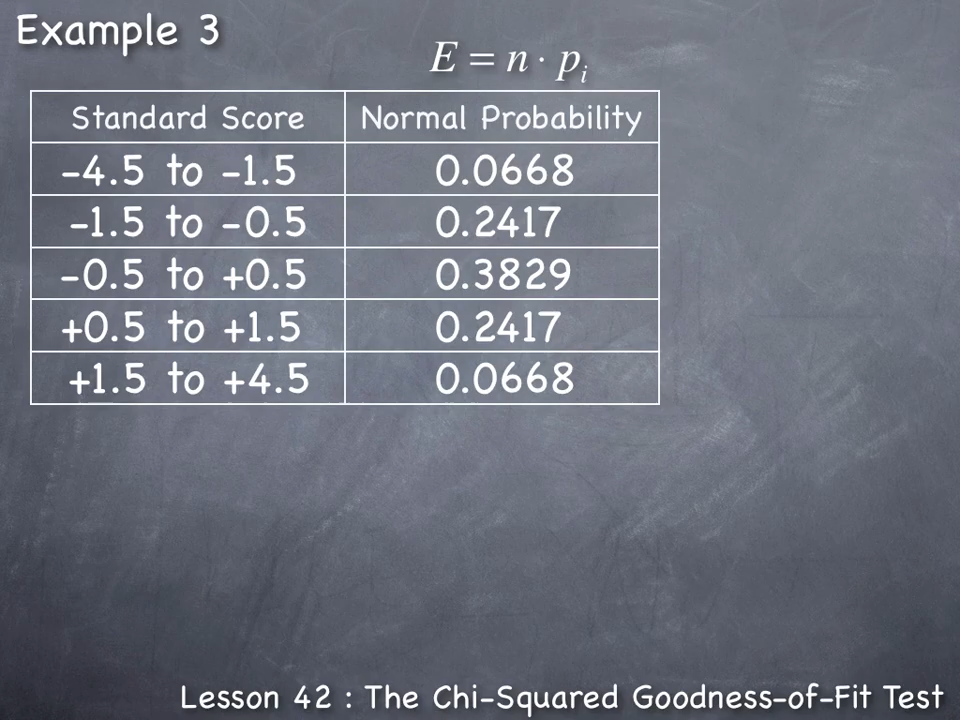 Example 3
E = n · pᵢ
Standard Score Normal Probability
-4.5 to -1.5 0.0668
-1.5 to -0.5 0.2417
-0.5 to +0.5 0.3829
+0.5 to +1.5 0.2417
+1.5 to +4.5 0.0668
Lesson 42 : The Chi-Squared Goodness-of-Fit Test